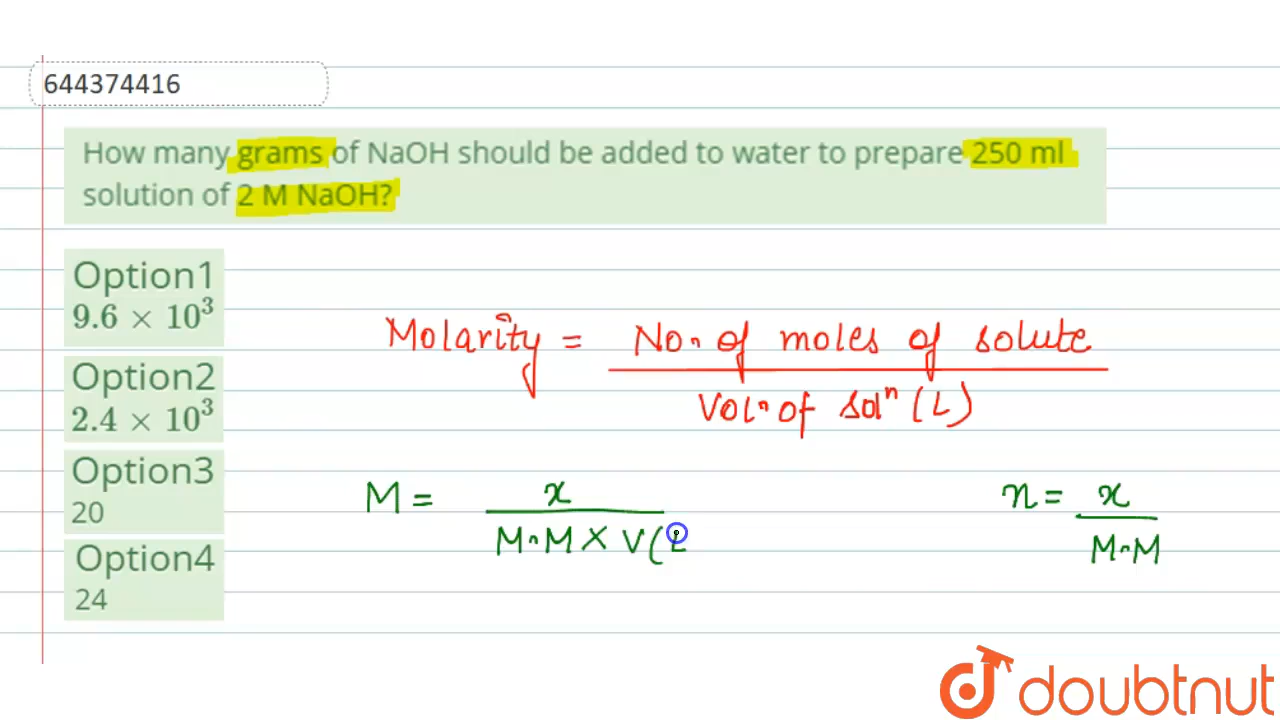 644374416
How many grams of NaOH should be added to water to prepare 250 ml
solution of 2 M NaOH?
Option1
9.6 × 10³
Option2
2.4 × 10³
Option3
20
Option4
24
Molarity = No. of moles of solute
Vol. of solⁿ (L)
M = x
M.M × V (L
n = x
M.M
doubtnut